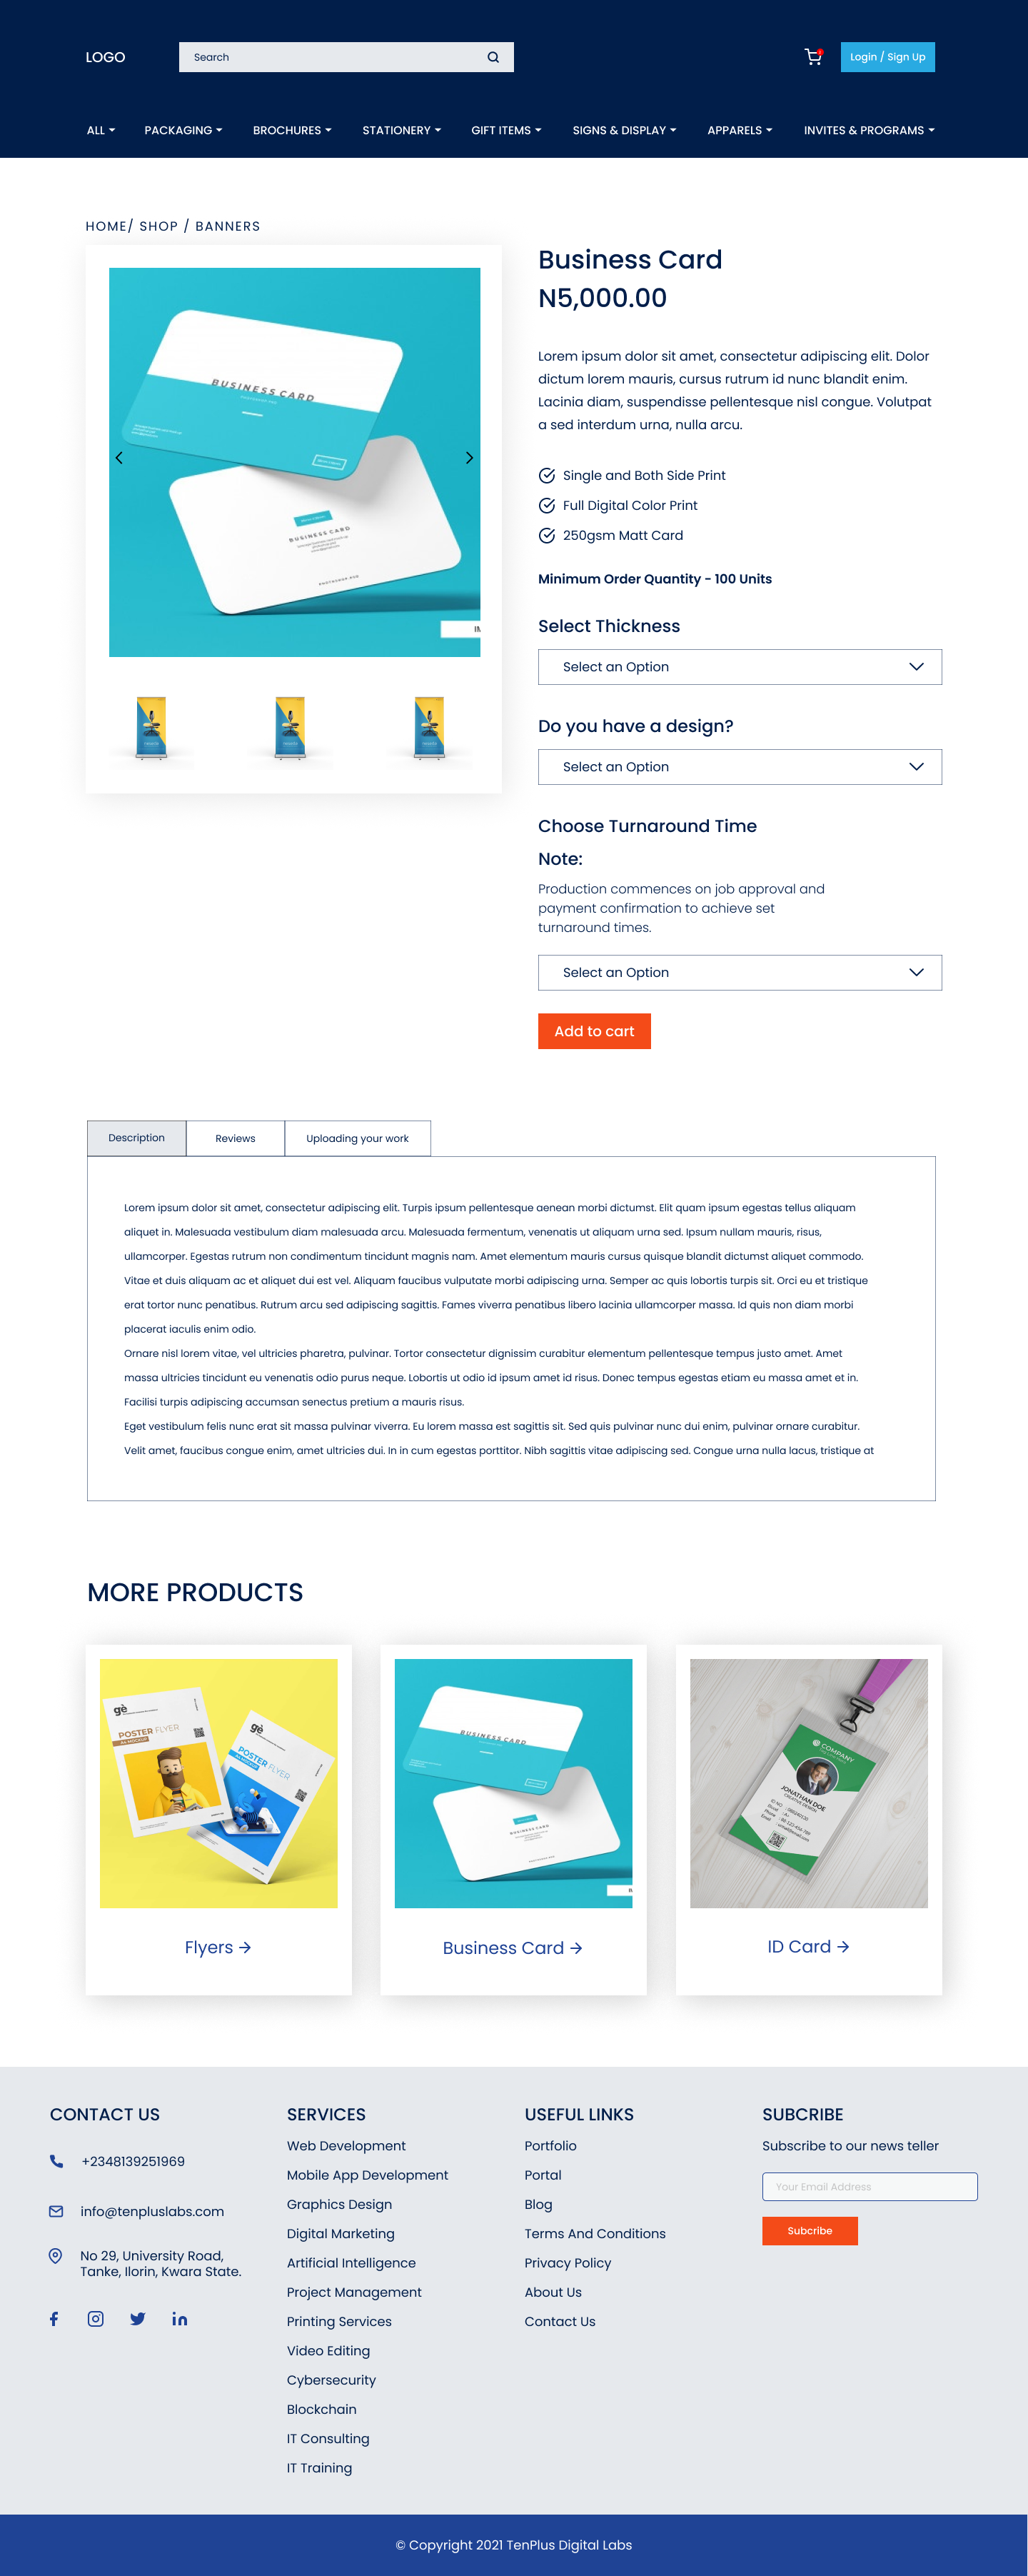 LOGO
Search
Login / Sign Up
ALL
PACKAGING
BROCHURES
STATIONERY
GIFT ITEMS
SIGNS & DISPLAY
APPARELS
INVITES & PROGRAMS
HOME/ SHOP / BANNERS
BUSINESS CARD
BUSINESS CARD
Business Card
N5,000.00
Lorem ipsum dolor sit amet, consectetur adipiscing elit. Dolor
dictum lorem mauris, cursus rutrum id nunc blandit enim.
Lacinia diam, suspendisse pellentesque nisl congue. Volutpat
a sed interdum urna, nulla arcu.
Single and Both Side Print
Full Digital Color Print
250gsm Matt Card
Minimum Order Quantity - 100 Units
Select Thickness
Select an Option
Do you have a design?
Select an Option
Choose Turnaround Time
Note:
Production commences on job approval and
payment confirmation to achieve set
turnaround times.
Select an Option
Add to cart
Description
Reviews
Uploading your work
Lorem ipsum dolor sit amet, consectetur adipiscing elit. Turpis ipsum pellentesque aenean morbi dictumst. Elit quam ipsum egestas tellus aliquam
aliquet in. Malesuada vestibulum diam malesuada arcu. Malesuada fermentum, venenatis ut aliquam urna sed. Ipsum nullam mauris, risus,
ullamcorper. Egestas rutrum non condimentum tincidunt magnis nam. Amet elementum mauris cursus quisque blandit dictumst aliquet commodo.
Vitae et duis aliquam ac et aliquet dui est vel. Aliquam faucibus vulputate morbi adipiscing urna. Semper ac quis lobortis turpis sit. Orci eu et tristique
erat tortor nunc penatibus. Rutrum arcu sed adipiscing sagittis. Fames viverra penatibus libero lacinia ullamcorper massa. Id quis non diam morbi
placerat iaculis enim odio.
Ornare nisl lorem vitae, vel ultricies pharetra, pulvinar. Tortor consectetur dignissim curabitur elementum pellentesque tempus justo amet. Amet
massa ultricies tincidunt eu venenatis odio purus neque. Lobortis ut odio id ipsum amet id risus. Donec tempus egestas etiam eu massa amet et in.
Facilisi turpis adipiscing accumsan senectus pretium a mauris risus.
Eget vestibulum felis nunc erat sit massa pulvinar viverra. Eu lorem massa est sagittis sit. Sed quis pulvinar nunc dui enim, pulvinar ornare curabitur.
Velit amet, faucibus congue enim, amet ultricies dui. In in cum egestas porttitor. Nibh sagittis vitae adipiscing sed. Congue urna nulla lacus, tristique at
MORE PRODUCTS
gè
POSTER FLYER
gè
POSTER FLYER
BUSINESS CARD
BUSINESS CARD
COMPANY
JONATHAN DOE
CREATIVE DESIGN
Flyers
Business Card
ID Card
CONTACT US
+2348139251969
info@tenpluslabs.com
No 29, University Road,
Tanke, Ilorin, Kwara State.
SERVICES
Web Development
Mobile App Development
Graphics Design
Digital Marketing
Artificial Intelligence
Project Management
Printing Services
Video Editing
Cybersecurity
Blockchain
IT Consulting
IT Training
USEFUL LINKS
Portfolio
Portal
Blog
Terms And Conditions
Privacy Policy
About Us
Contact Us
SUBCRIBE
Subscribe to our news teller
Your Email Address
Subcribe
© Copyright 2021 TenPlus Digital Labs